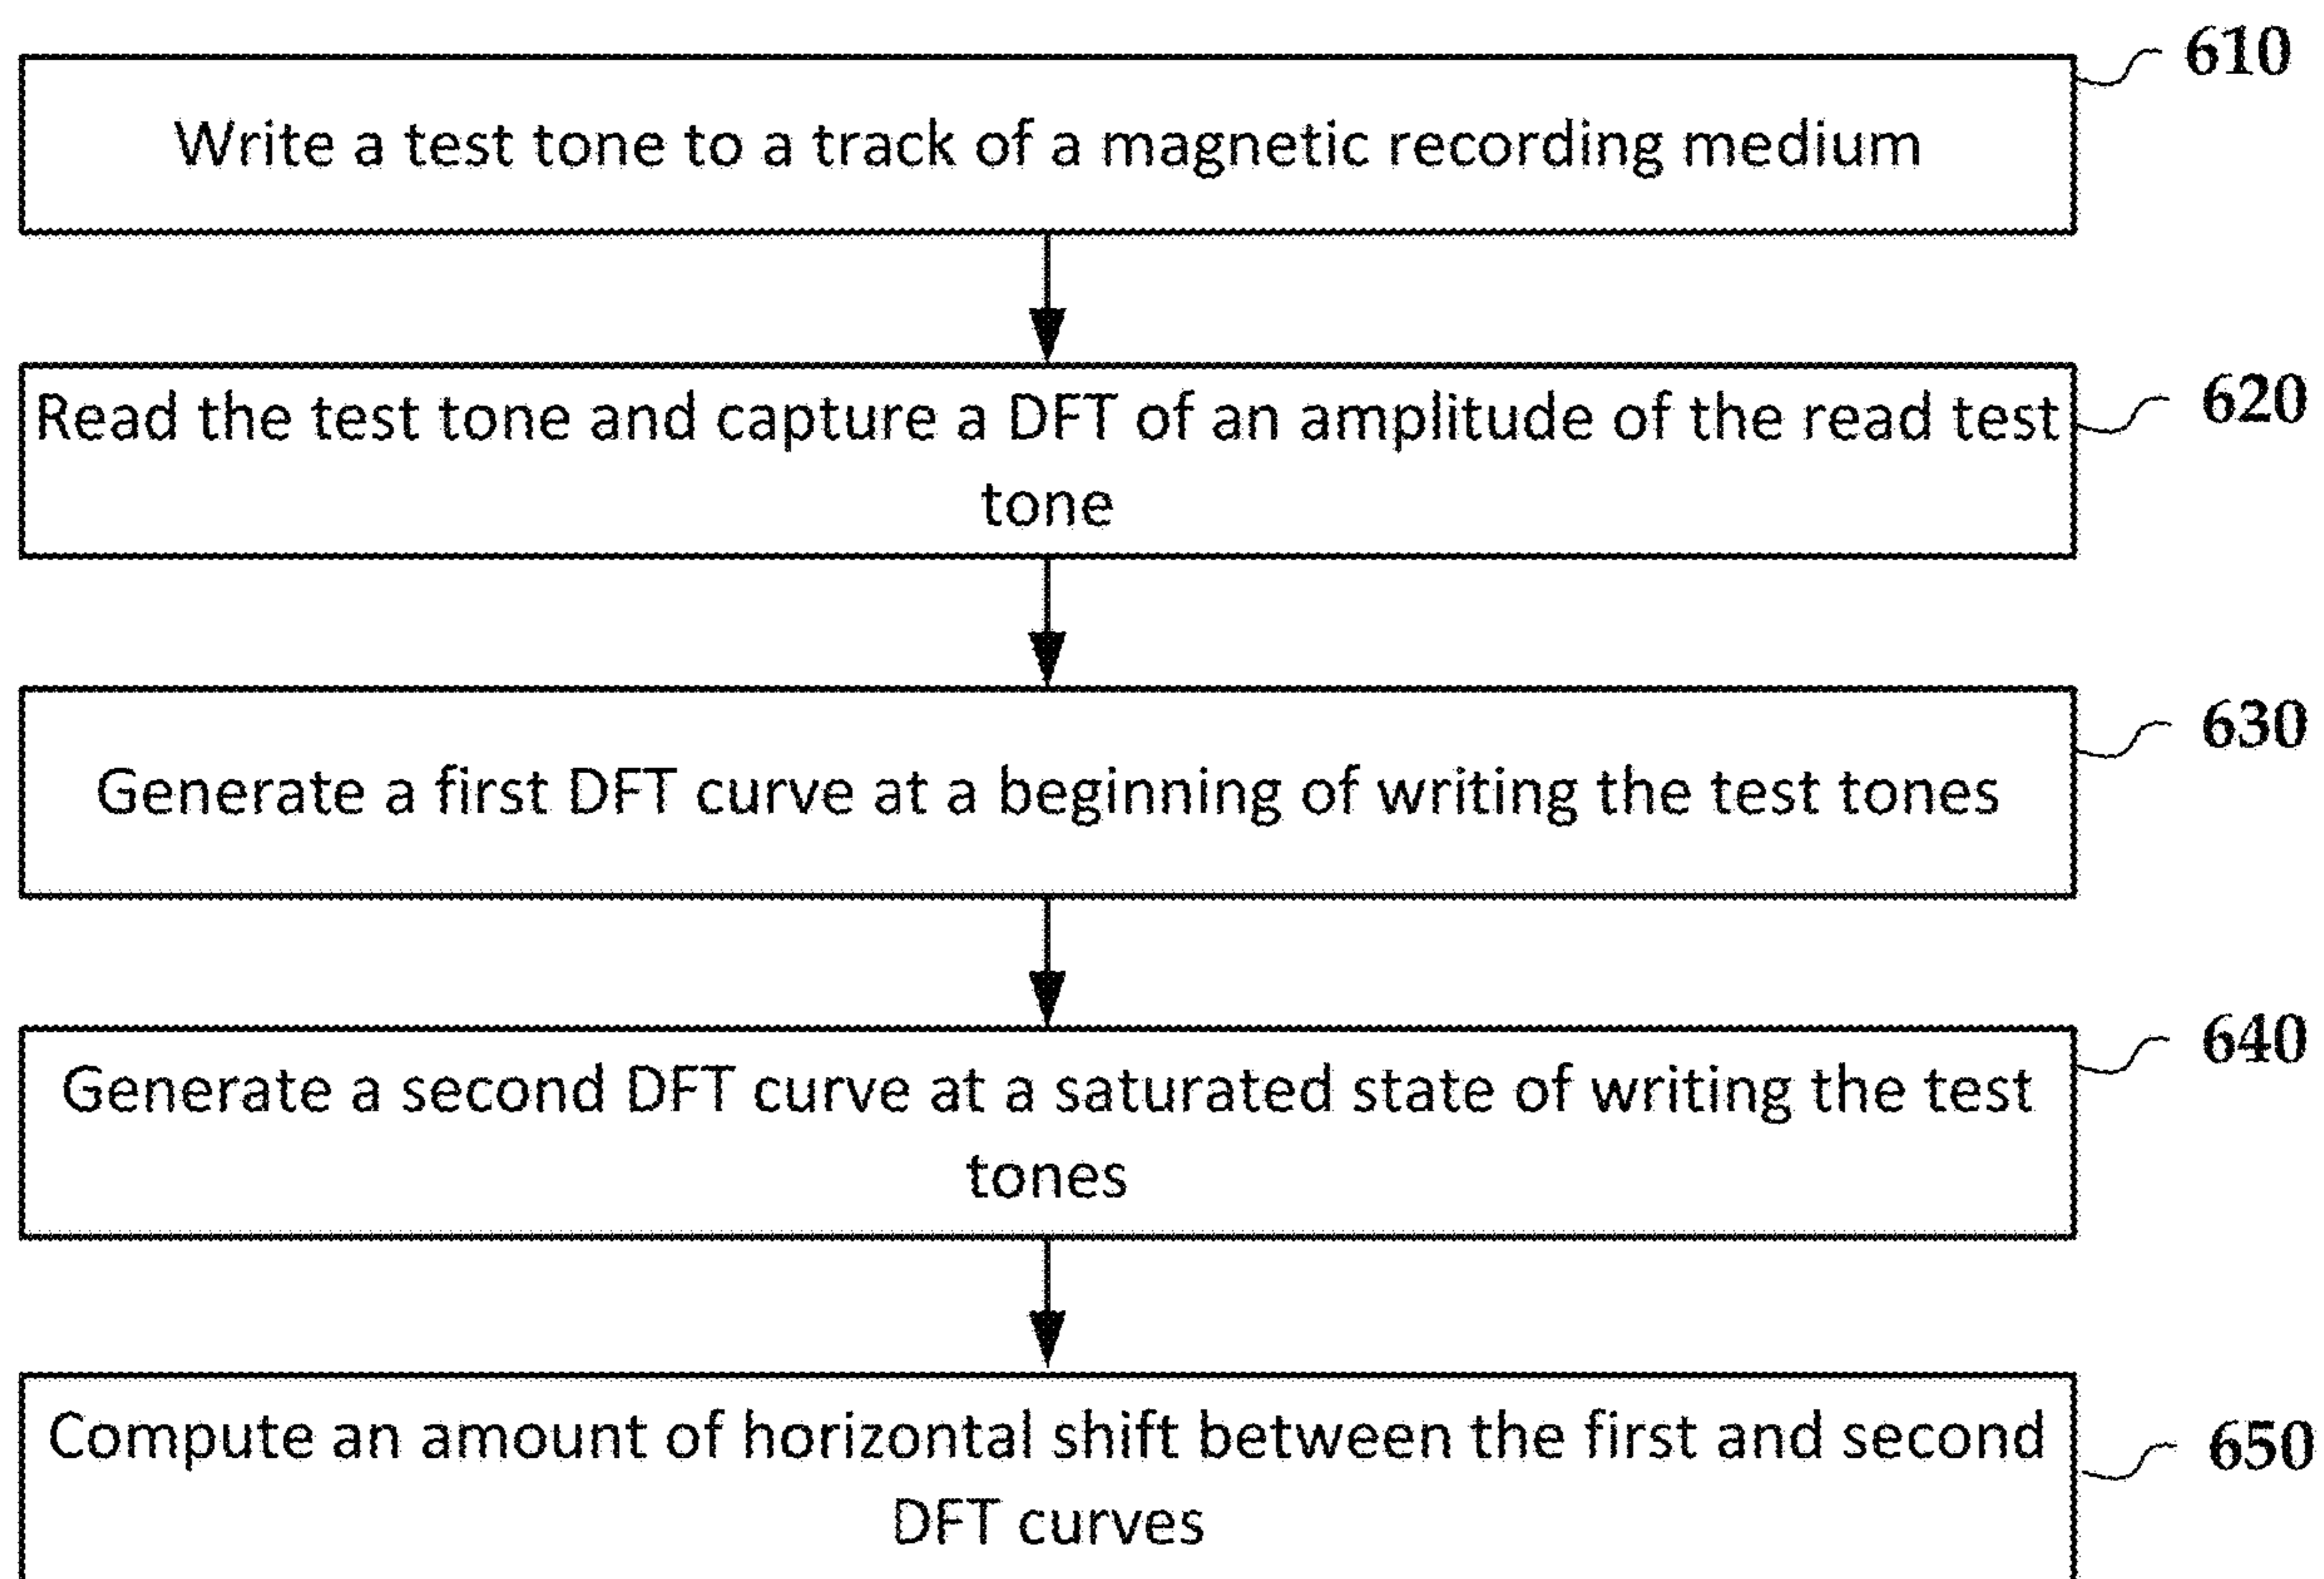 610
Write a test tone to a track of a magnetic recording medium
620
Read the test tone and capture a DFT of an amplitude of the read test
tone
630
Generate a first DFT curve at a beginning of writing the test tones
640
Generate a second DFT curve at a saturated state of writing the test
tones
650
Compute an amount of horizontal shift between the first and second
DFT curves